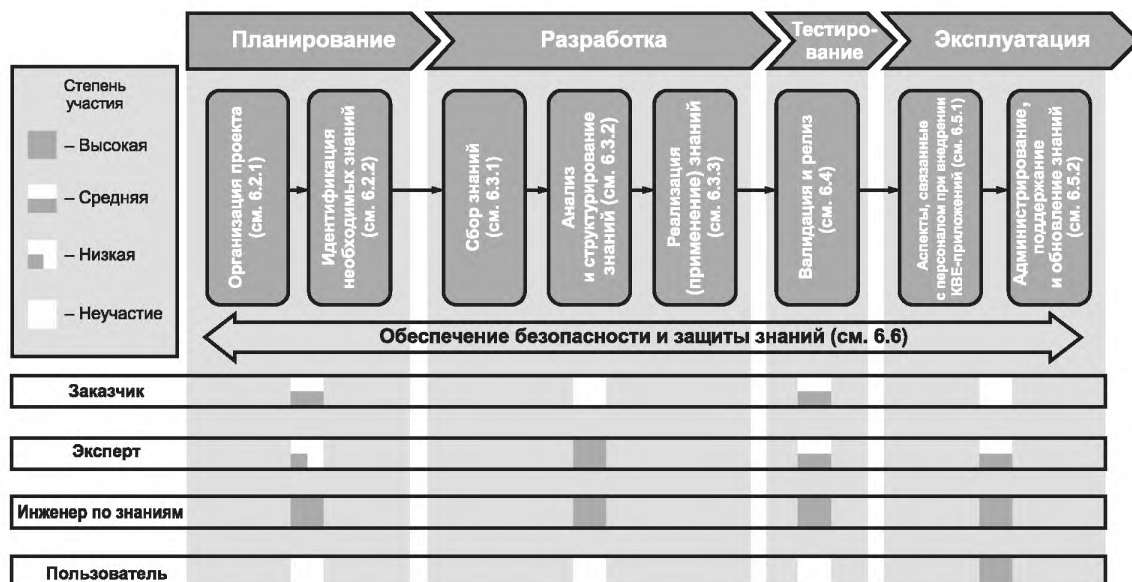 Планирование
Разработка
Тестиро-
вание
Эксплуатация
Степень
участия
– Высокая
– Средняя
– Низкая
– Неучастие
Организация проекта
(см. 6.2.1)
Идентификация
необходимых знаний
(см. 6.2.2)
Сбор знаний
(см. 6.3.1)
Анализ
и структурирование
знаний (см. 6.3.2)
Реализация
(применение) знаний
(см. 6.3.3)
Валидация и релиз
(см. 6.4)
Аспекты, связанные
с персоналом при внедрении
КВЕ-приложений (см. 6.5.1)
Администрирование,
поддержание
и обновление знаний
(см. 6.5.2)
Обеспечение безопасности и защиты знаний (см. 6.6)
Заказчик
Эксперт
Инженер по знаниям
Пользователь